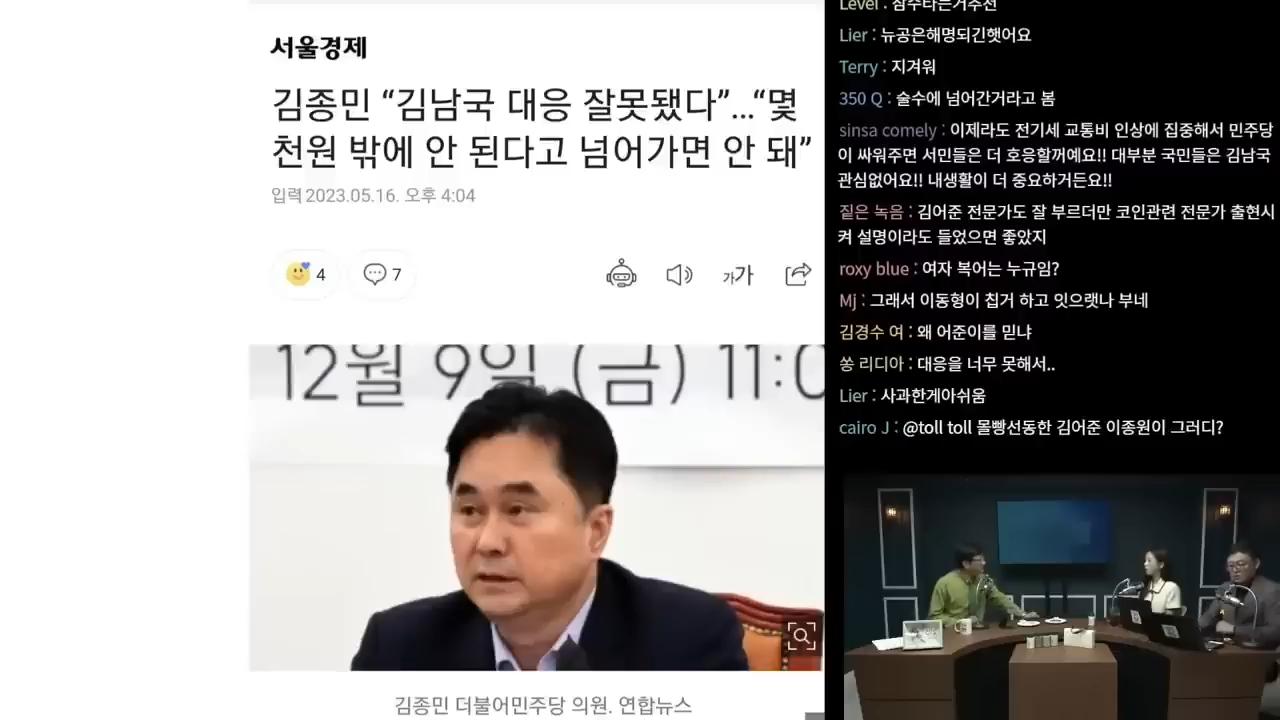 서울경제
김종민 “김남국 대응 잘못됐다”…“몇
천원 밖에 안 된다고 넘어가면 안 돼”
입력 2023.05.16. 오후 4:04
4
7
가가
12월 9일 (금) 11:0
김종민 더불어민주당 의원. 연합뉴스
Level : 잠수타는거추천
Lier : 뉴공은해명되긴햇어요
Terry : 지겨워
350 Q : 술수에 넘어간거라고 봄
sinsa comely : 이제라도 전기세 교통비 인상에 집중해서 민주당
이 싸워주면 서민들은 더 호응할꺼예요!! 대부분 국민들은 김남국
관심없어요!! 내생활이 더 중요하거든요!!
짙은 녹음 : 김어준 전문가도 잘 부르더만 코인관련 전문가 출현시
켜 설명이라도 들었으면 좋았지
roxy blue : 여자 복어는 누규임?
Mj : 그래서 이동형이 칩거 하고 잇으랫나 부네
김경수 여 : 왜 어준이를 믿냐
쏭 리디아 : 대응을 너무 못해서..
Lier : 사과한게아쉬움
cairo J : @toll toll 몰빵선동한 김어준 이종원이 그러디?